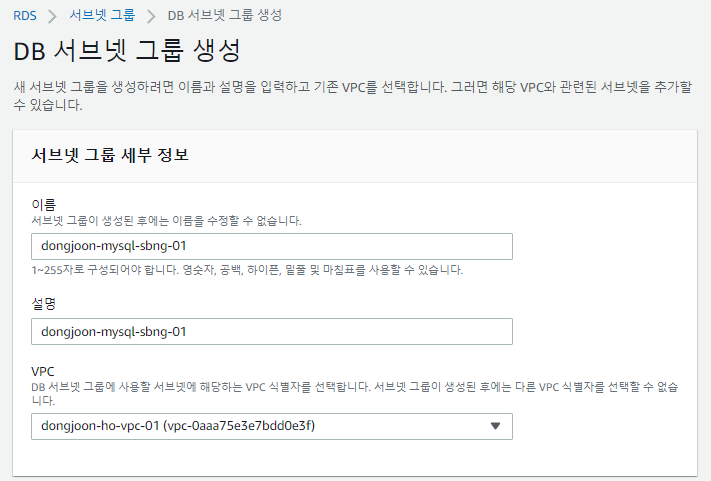 RDS > 서브넷 그룹 > DB 서브넷 그룹 생성
DB 서브넷 그룹 생성
새 서브넷 그룹을 생성하려면 이름과 설명을 입력하고 기존 VPC를 선택합니다. 그러면 해당 VPC와 관련된 서브넷을 추가할
수 있습니다.
서브넷 그룹 세부 정보
이름
서브넷 그룹이 생성된 후에는 이름을 수정할 수 없습니다.
dongjoon-mysql-sbng-01
1~255자로 구성되어야 합니다. 영숫자, 공백, 하이픈, 밑줄 및 마침표를 사용할 수 있습니다.
설명
dongjoon-mysql-sbng-01
VPC
DB 서브넷 그룹에 사용할 서브넷에 해당하는 VPC 식별자를 선택합니다. 서브넷 그룹이 생성된 후에는 다른 VPC 식별자를 선택할 수 없습
니다.
dongjoon-ho-vpc-01 (vpc-0aaa75e3e7bdd0e3f)